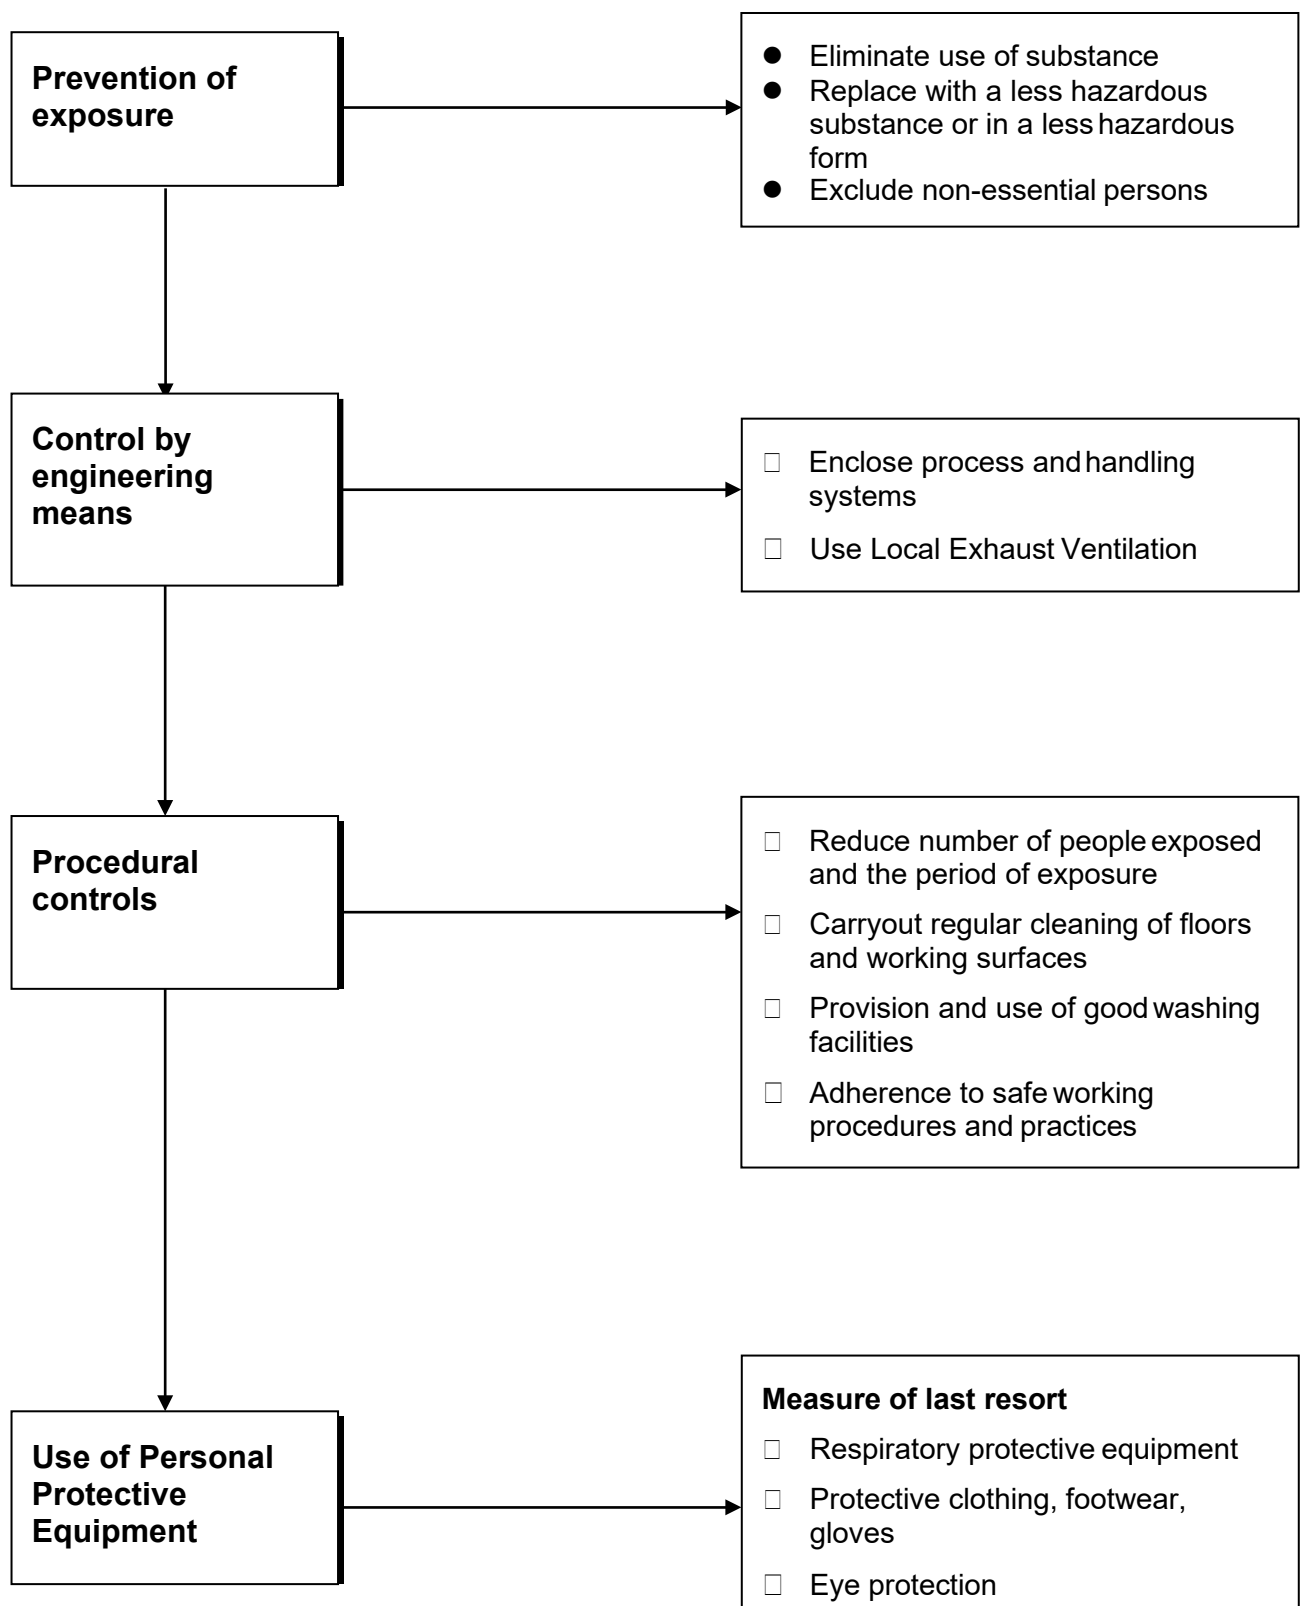 Prevention of
exposure
● Eliminate use of substance
● Replace with a less hazardous
substance or in a less hazardous
form
● Exclude non-essential persons
Control by
engineering
means
□ Enclose process and handling
systems
□ Use Local Exhaust Ventilation
Procedural
controls
□ Reduce number of people exposed
and the period of exposure
□ Carryout regular cleaning of floors
and working surfaces
□ Provision and use of good washing
facilities
□ Adherence to safe working
procedures and practices
Use of Personal
Protective
Equipment
Measure of last resort
□ Respiratory protective equipment
□ Protective clothing, footwear,
gloves
□ Eye protection